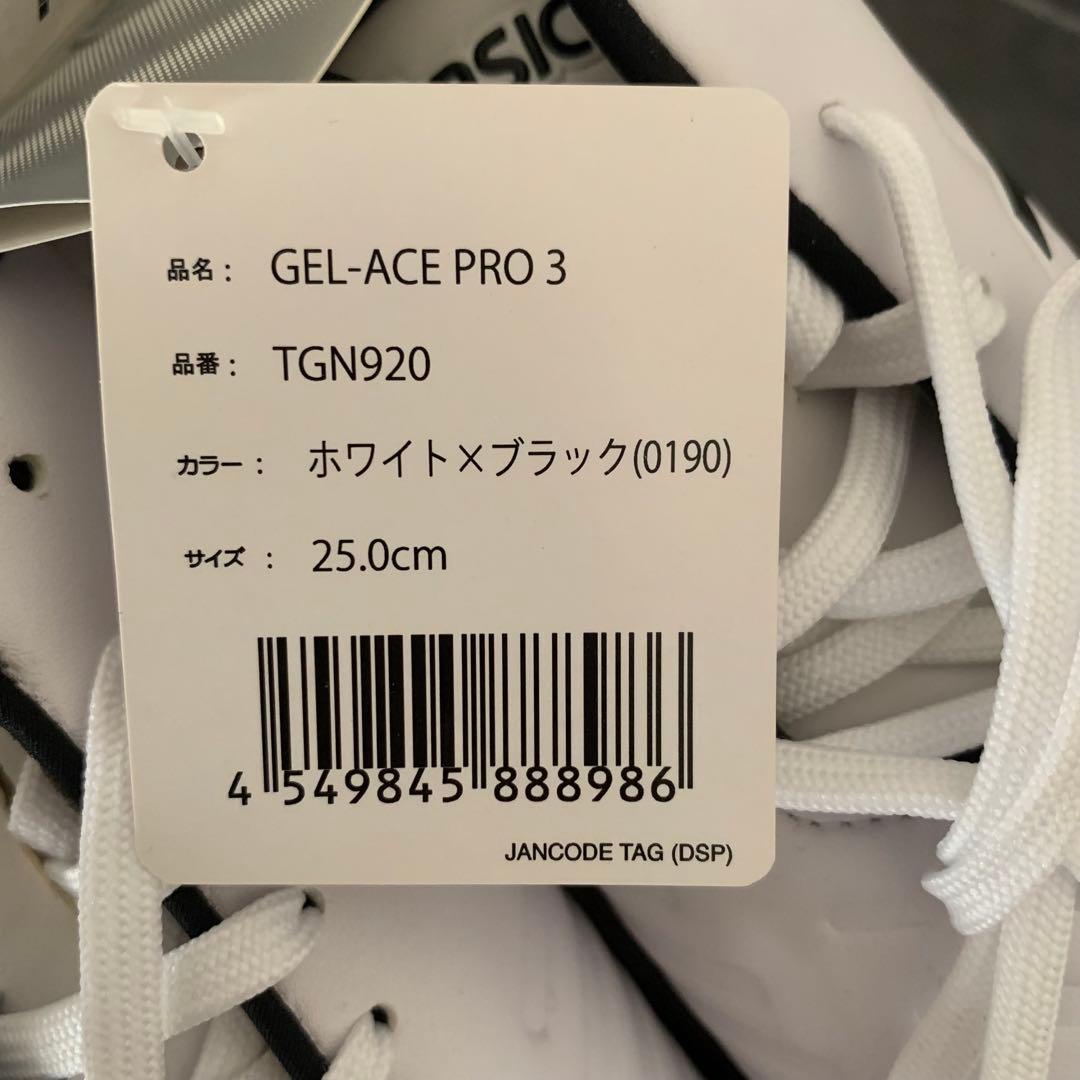 asics
品名： GEL-ACE PRO 3
品番： TGN920
カラー： ホワイト×ブラック(0190)
サイズ： 25.0cm
4 549845 888986
JANCODE TAG (DSP)